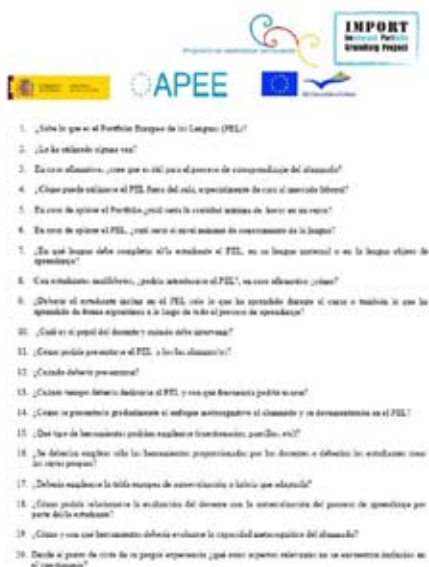 IMPORT
Grundtvig Project
Programa de aprendizaje permanente
OAPEE
1. ¿Sabe lo que es el Portfolio Europeo de las Lenguas (PEL)?
2. ¿Lo ha utilizado alguna vez?
3. En caso afirmativo, ¿cree que es útil para el proceso de autoaprendizaje del alumnado?
4. ¿Cómo puede utilizarse el PEL fuera del aula, especialmente de cara al mercado laboral?
5. En caso de aplicar el Portfolio ¿cuál sería la cantidad mínima de horas en un curso?
6. En caso de aplicar el PEL, ¿cuál sería el nivel mínimo de conocimiento de la lengua?
7. ¿En qué lengua debe completar el/la estudiante el PEL, en su lengua maternal o en la lengua objeto de
aprendizaje?
8. Con estudiantes multilivelo, ¿podría introducirse el PEL?, en caso afirmativo ¿cómo?
9. ¿Debería el estudiante incluir en el PEL solo lo que ha aprendido durante el curso o también lo que ha
aprendido de forma espontánea a lo largo de todo el proceso de aprendizaje?
10. ¿Cuál es el papel del docente y cuándo debe intervenir?
11. ¿Cómo podría presentarse el PEL a los/las alumnos/as?
12. ¿Cuándo debería presentarse?
13. ¿Cuánto tiempo debería dedicarse al PEL y con qué frecuencia podría usarse?
14. ¿Cómo se presentaría gradualmente el enfoque metacognitivo al alumnado y su documentación en el PEL?
15. ¿Qué tipo de herramientas podrían emplearse (cuestionarios, parrillas, etc)?
16. ¿Se deberían emplear sólo las herramientas proporcionadas por los docentes o deberían los estudiantes crear
las suyas propias?
17. ¿Debería emplearse la tabla europea de autoevaluación o habría que adaptarla?
18. ¿Cómo podría relacionarse la evaluación del docente con la autoevaluación del proceso de aprendizaje por
parte del/la estudiante?
19. ¿Cómo y con qué herramientas debería evaluarse la capacidad metacognitiva del alumnado?
20. Desde el punto de vista de su propia experiencia ¿qué otros aspectos relevantes no se encuentran incluidos en
el cuestionario?